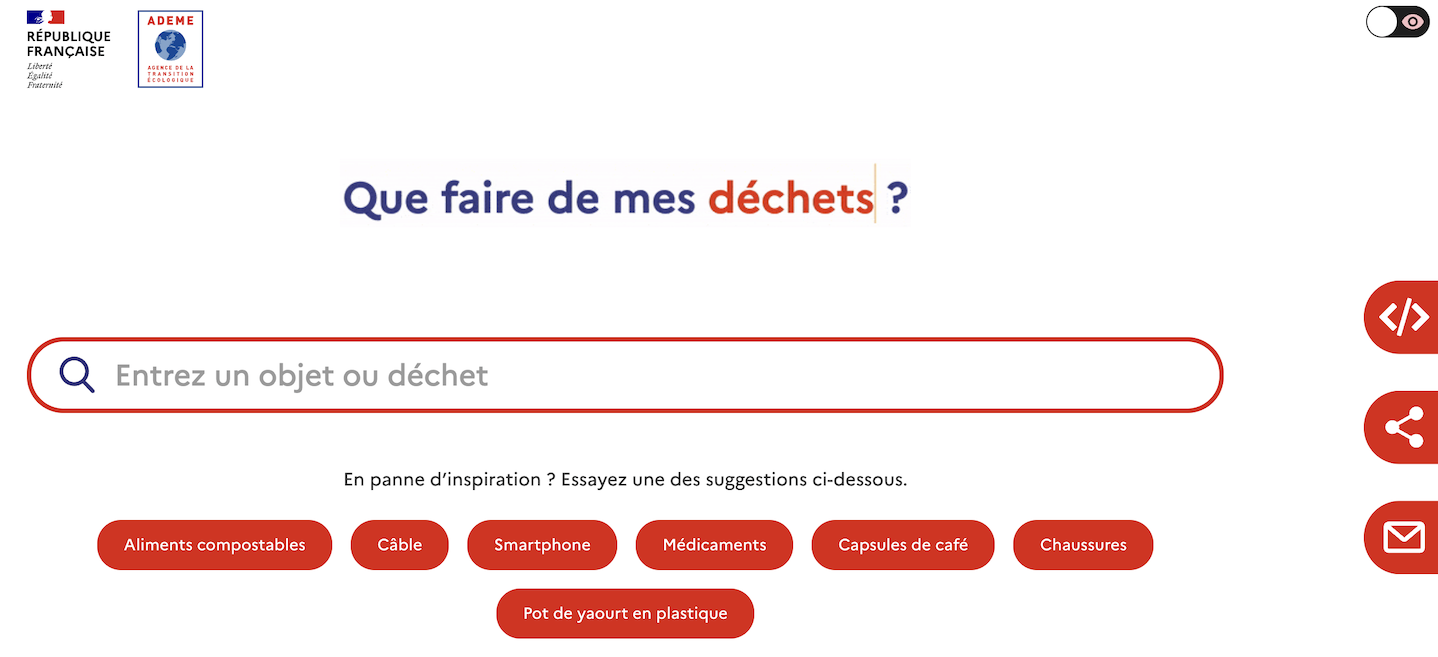 RÉPUBLIQUE
FRANÇAISE
Liberté
Égalité
Fraternité
ADEME
AGENCE DE LA
TRANSITION
ÉCOLOGIQUE
Que faire de mes déchets ?
Entrez un objet ou déchet
En panne d’inspiration ? Essayez une des suggestions ci-dessous.
Aliments compostables Câble Smartphone Médicaments Capsules de café Chaussures
Pot de yaourt en plastique